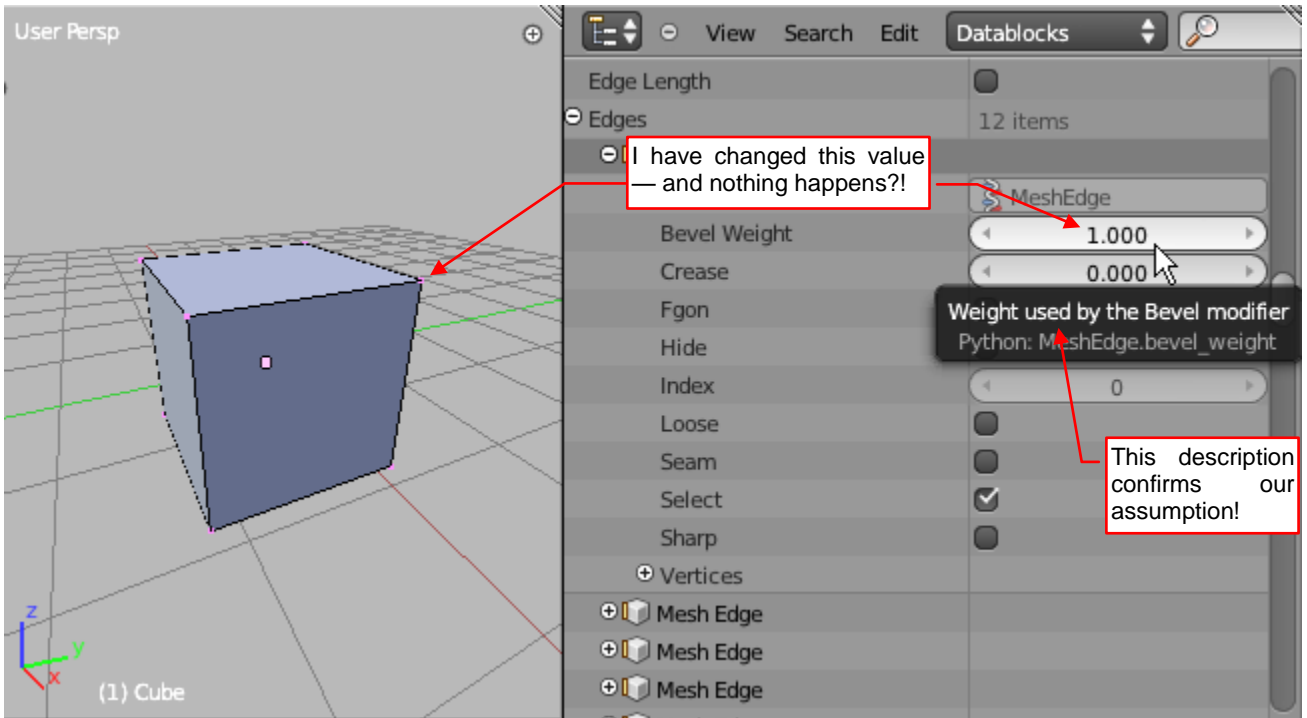 User Persp
View Search Edit Datablocks
Edge Length
Edges 12 items
I have changed this value
— and nothing happens?!
MeshEdge
Bevel Weight 1.000
Crease 0.000
Fgon
Weight used by the Bevel modifier
Python: MeshEdge.bevel_weight
Hide
Index 0
Loose
Seam
This description
confirms our
assumption!
Select
Sharp
Vertices
Mesh Edge
Mesh Edge
Mesh Edge
z
y
x
(1) Cube